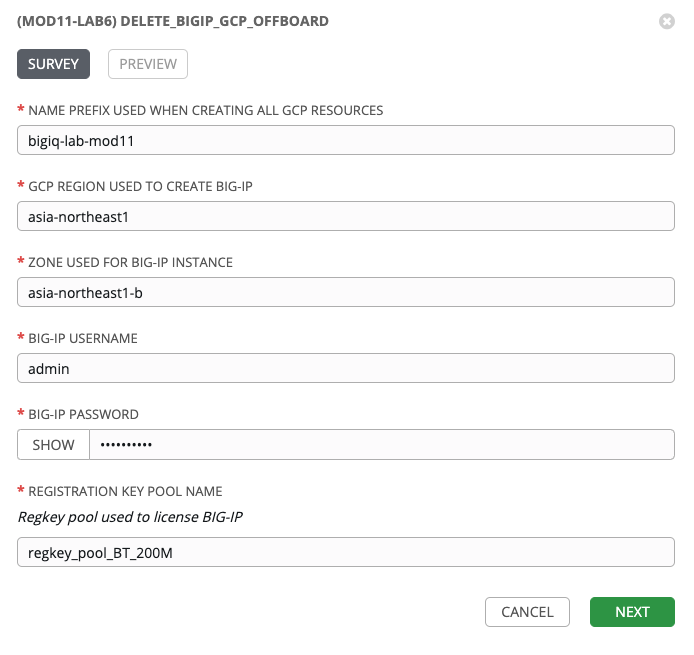 (MOD11-LAB6) DELETE_BIGIP_GCP_OFFBOARD
SURVEY
PREVIEW
* NAME PREFIX USED WHEN CREATING ALL GCP RESOURCES
bigiq-lab-mod11
* GCP REGION USED TO CREATE BIG-IP
asia-northeast1
* ZONE USED FOR BIG-IP INSTANCE
asia-northeast1-b
* BIG-IP USERNAME
admin
* BIG-IP PASSWORD
SHOW ••••••••••
* REGISTRATION KEY POOL NAME
Regkey pool used to license BIG-IP
regkey_pool_BT_200M
CANCEL
NEXT